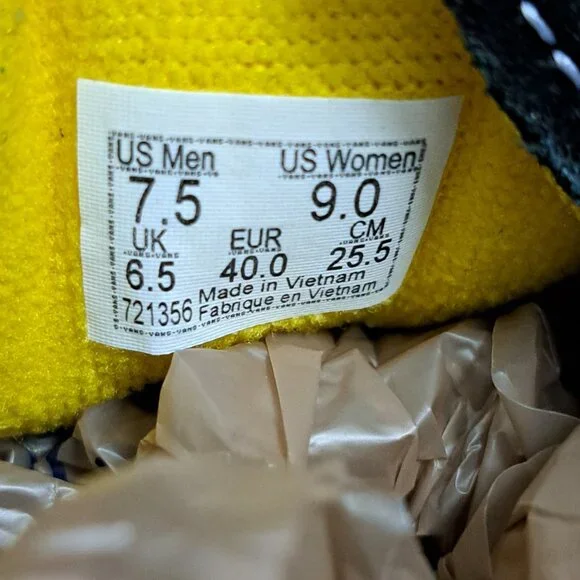 US Men US Women
7.5 9.0
UK EUR CM
6.5 40.0 25.5
Made in Vietnam
721356 Fabrique en Vietnam